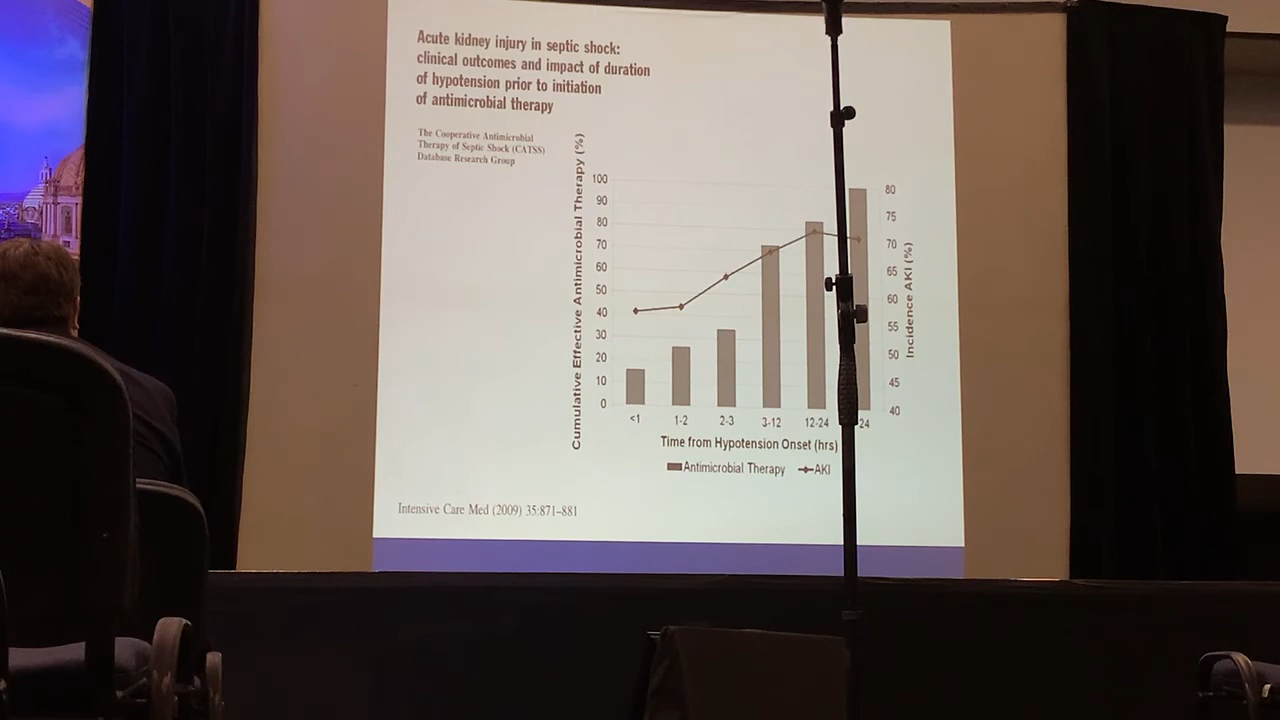 Acute kidney injury in septic shock:
clinical outcomes and impact of duration
of hypotension prior to initiation
of antimicrobial therapy
The Cooperative Antimicrobial
Therapy of Septic Shock (CATSS)
Database Research Group
Cumulative Effective Antimicrobial Therapy (%)
100
90
80
70
60
50
40
30
20
10
0
80
75
70
65
60
55
50
45
40
Incidence AKI (%)
<1 1-2 2-3 3-12 12-24 24
Time from Hypotension Onset (hrs)
Antimicrobial Therapy AKI
Intensive Care Med (2009) 35:871–881